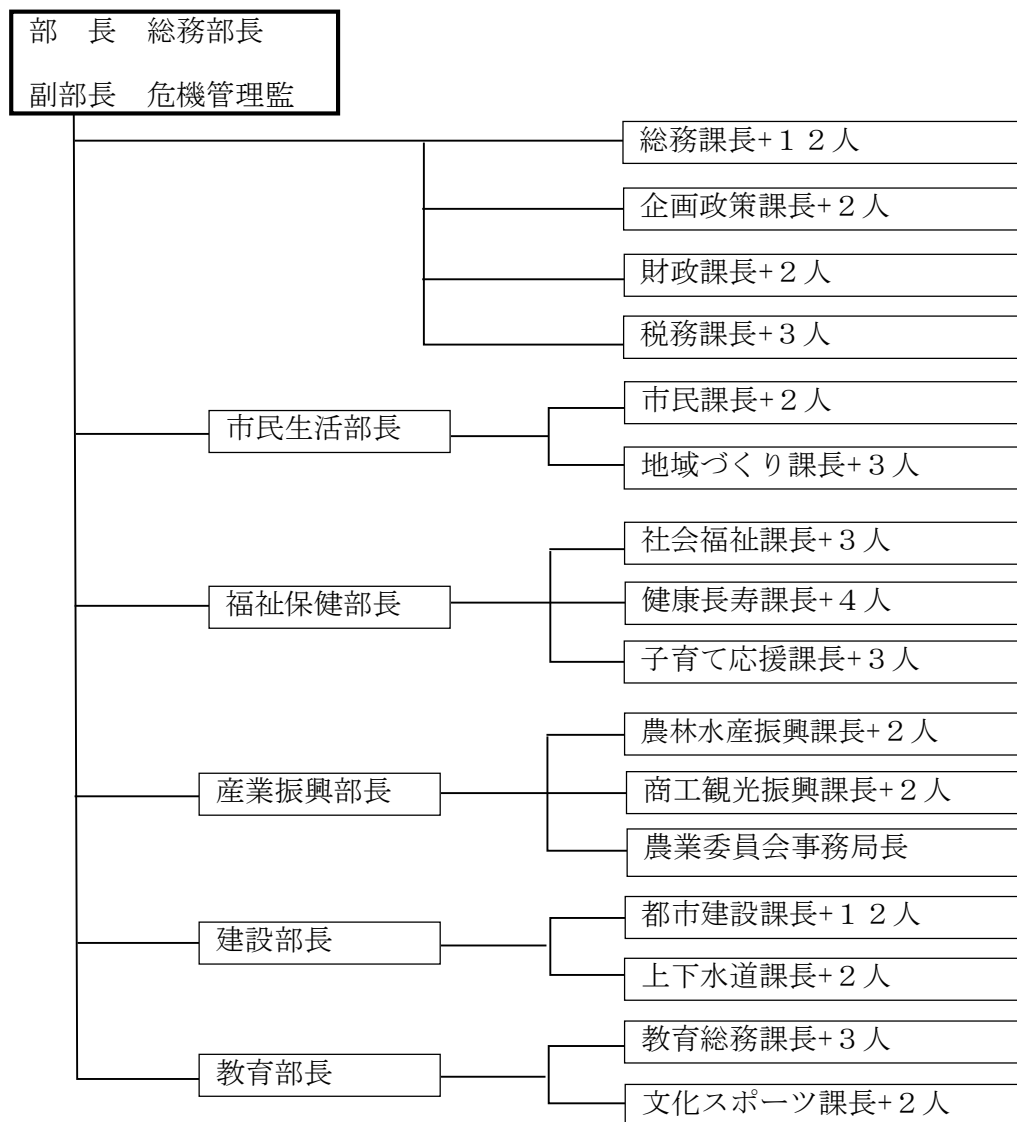 部　長　総務部長
副部長　危機管理監
総務課長+１２人
企画政策課長+２人
財政課長+２人
税務課長+３人
市民生活部長
市民課長+２人
地域づくり課長+３人
福祉保健部長
社会福祉課長+３人
健康長寿課長+４人
子育て応援課長+３人
産業振興部長
農林水産振興課長+２人
商工観光振興課長+２人
農業委員会事務局長
建設部長
都市建設課長+１２人
上下水道課長+２人
教育部長
教育総務課長+３人
文化スポーツ課長+２人